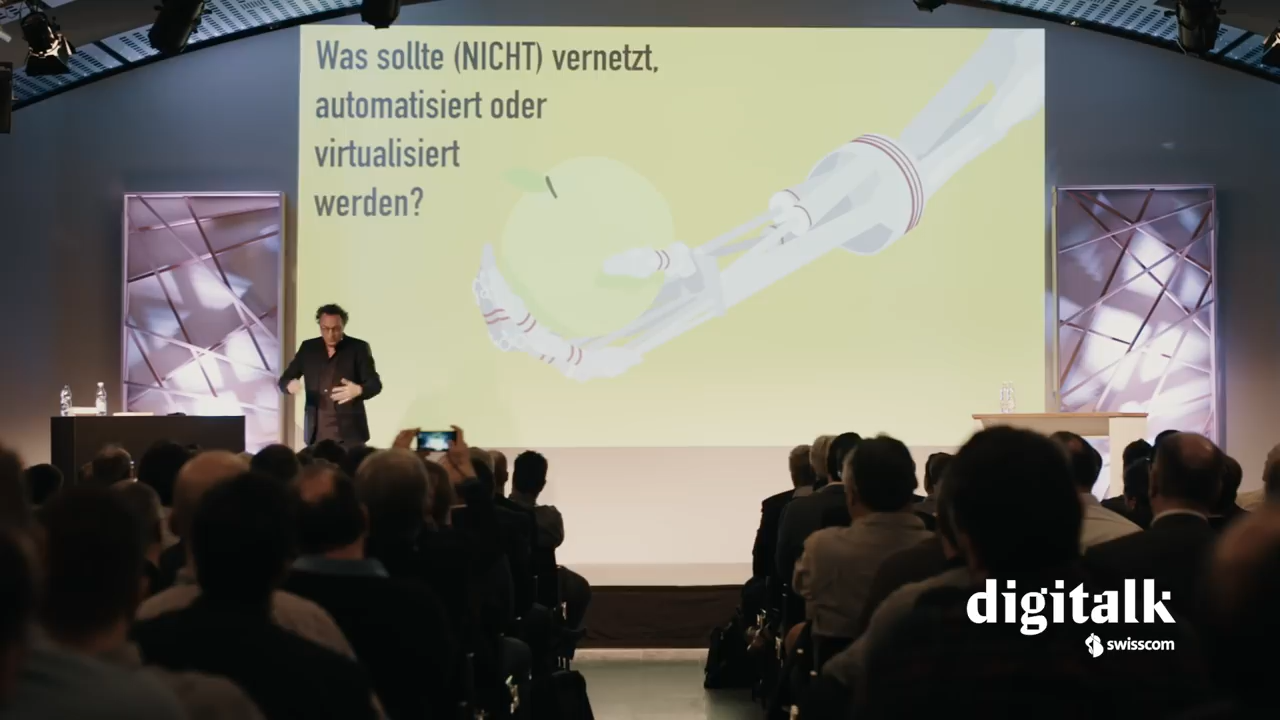 Was sollte (NICHT) vernetzt,
automatisiert oder
virtualisiert
werden?
digitalk
swisscom